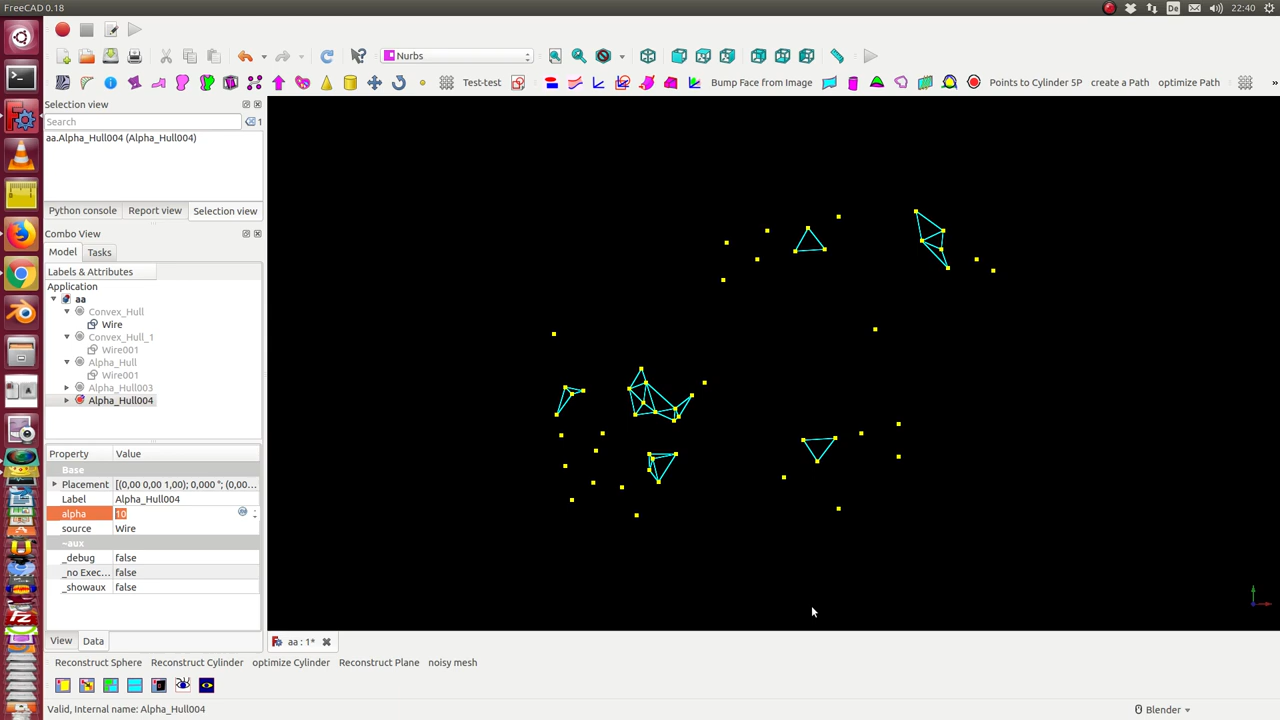 FreeCAD 0.18
De
22:40
Nurbs
Test-test
Bump Face from Image
Points to Cylinder 5P
create a Path
optimize Path
»
Selection view
Search
1
aa.Alpha_Hull004 (Alpha_Hull004)
Python console
Report view
Selection view
Combo View
Model
Tasks
Labels & Attributes
Application
aa
Convex_Hull
Wire
Convex_Hull_1
Wire001
Alpha_Hull
Wire001
Alpha_Hull003
Alpha_Hull004
Property Value
Base
Placement [(0,00 0,00 1,00); 0,000 °; (0,00...
Label Alpha_Hull004
alpha 10
source Wire
~aux
_debug false
_no Exec... false
_showaux false
View
Data
aa : 1*
Reconstruct Sphere
Reconstruct Cylinder
optimize Cylinder
Reconstruct Plane
noisy mesh
Valid, Internal name: Alpha_Hull004
Blender